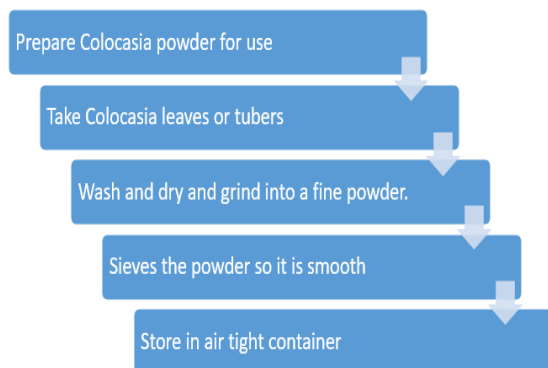 Prepare Colocasia powder for use
Take Colocasia leaves or tubers
Wash and dry and grind into a fine powder.
Sieves the powder so it is smooth
Store in air tight container